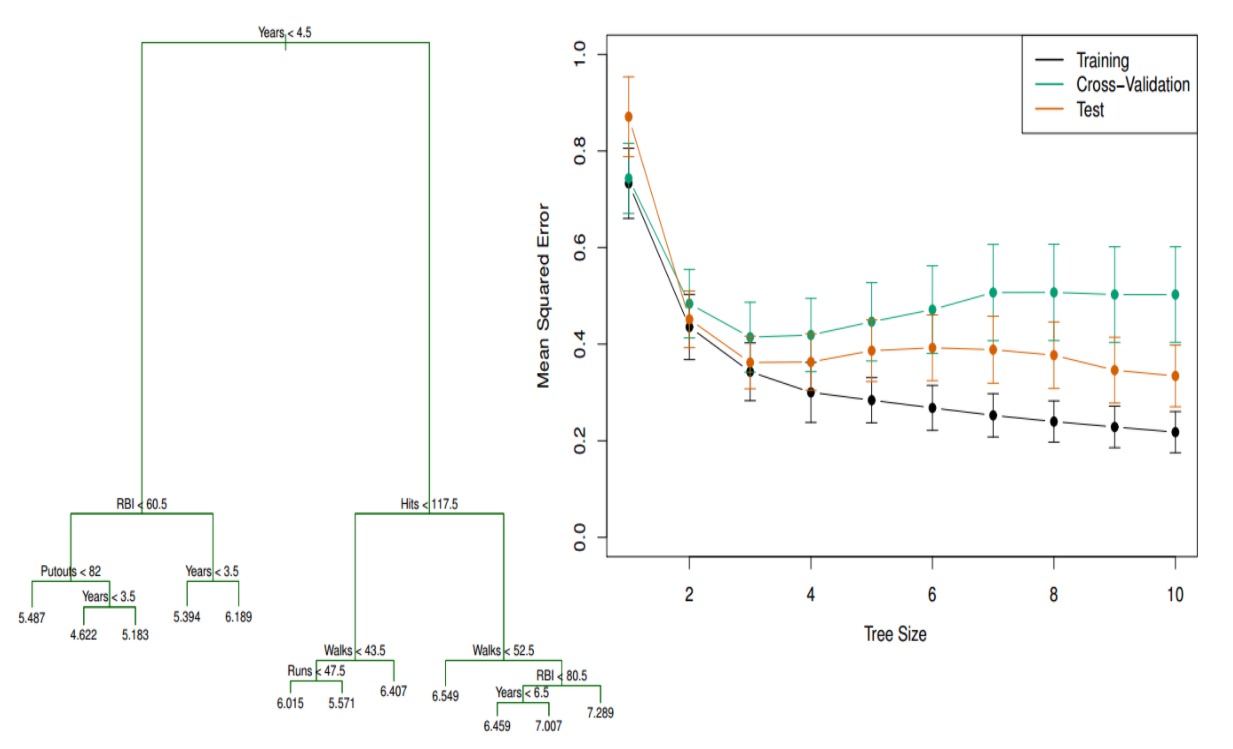 Years < 4.5
RBI < 60.5
Hits < 117.5
Putouts < 82
Years < 3.5
Years < 3.5
5.487
4.622
5.183
5.394
6.189
Walks < 43.5
Walks < 52.5
Runs < 47.5
6.407
6.549
RBI < 80.5
6.015
5.571
Years < 6.5
7.289
6.459
7.007
Mean Squared Error
1.0
0.8
0.6
0.4
0.2
0.0
Training
Cross−Validation
Test
2
4
6
8
10
Tree Size